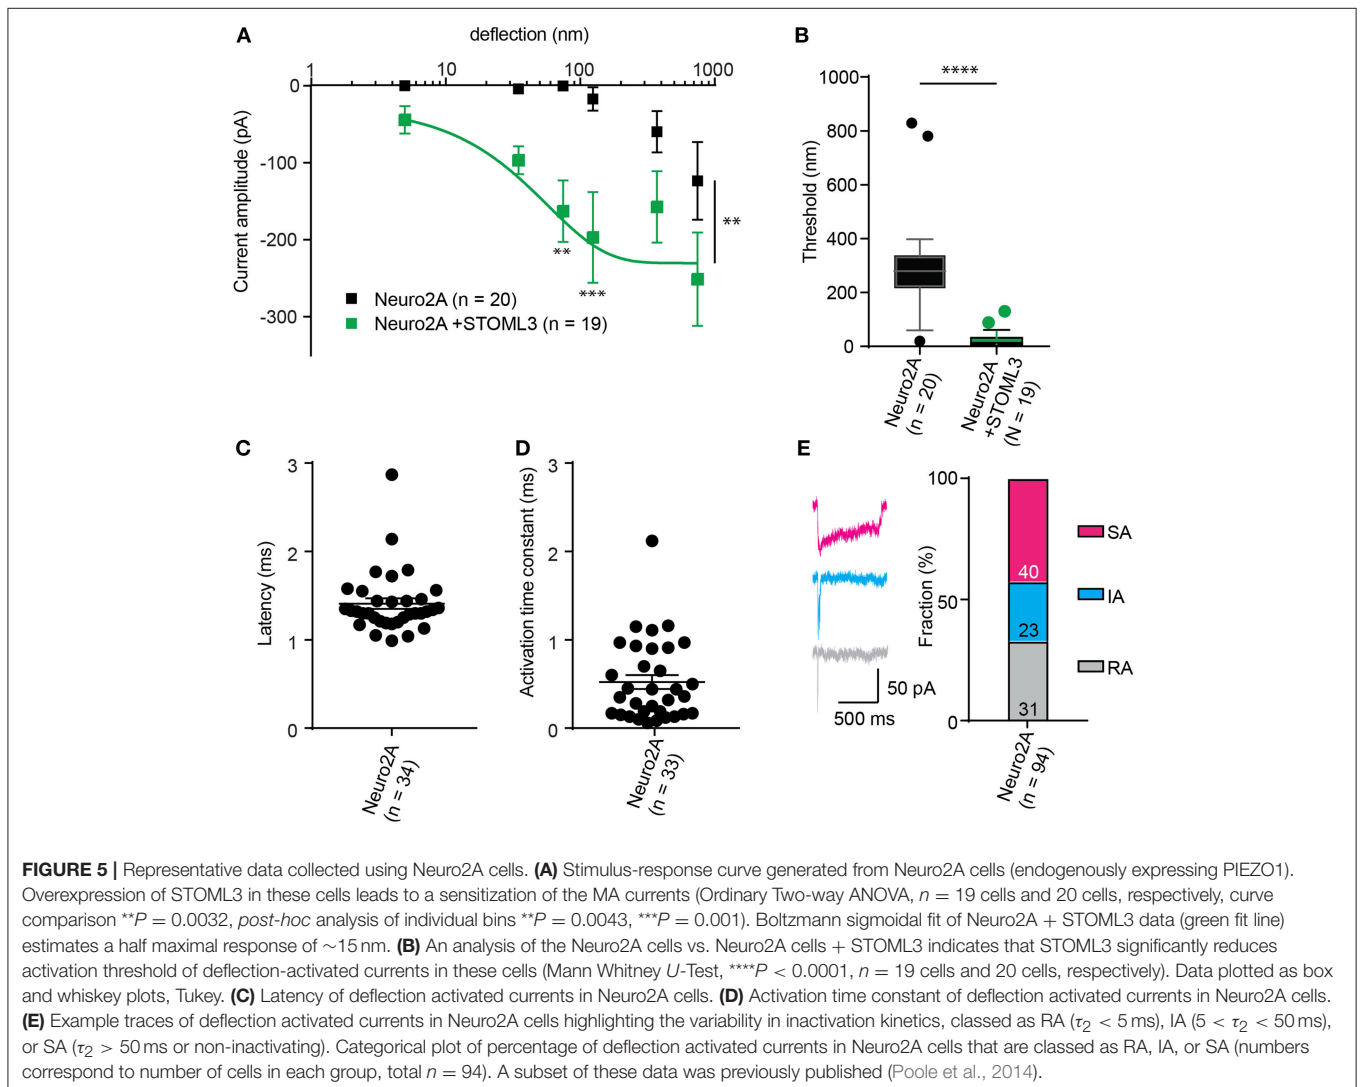 A
deflection (nm)
1
10
100
1000
0
-100
-200
-300
Current amplitude (pA)
**
***
**
Neuro2A (n = 20)
Neuro2A +STOML3 (n = 19)
B
****
1000
800
600
400
200
0
Threshold (nm)
Neuro2A
(n = 20)
Neuro2A
+STOML3
(N = 19)
C
3
2
1
0
Latency (ms)
Neuro2A
(n = 34)
D
3
2
1
0
Activation time constant (ms)
Neuro2A
(n = 33)
E
50 pA
500 ms
100
50
0
Fraction (%)
40
23
31
Neuro2A
(n = 94)
SA
IA
RA
FIGURE 5 | Representative data collected using Neuro2A cells. (A) Stimulus-response curve generated from Neuro2A cells (endogenously expressing PIEZO1).
Overexpression of STOML3 in these cells leads to a sensitization of the MA currents (Ordinary Two-way ANOVA, n = 19 cells and 20 cells, respectively, curve
comparison **P = 0.0032, post-hoc analysis of individual bins **P = 0.0043, ***P = 0.001). Boltzmann sigmoidal fit of Neuro2A + STOML3 data (green fit line)
estimates a half maximal response of ∼15 nm. (B) An analysis of the Neuro2A cells vs. Neuro2A cells + STOML3 indicates that STOML3 significantly reduces
activation threshold of deflection-activated currents in these cells (Mann Whitney U-Test, ****P < 0.0001, n = 19 cells and 20 cells, respectively). Data plotted as box
and whiskey plots, Tukey. (C) Latency of deflection activated currents in Neuro2A cells. (D) Activation time constant of deflection activated currents in Neuro2A cells.
(E) Example traces of deflection activated currents in Neuro2A cells highlighting the variability in inactivation kinetics, classed as RA (τ2 < 5 ms), IA (5 < τ2 < 50 ms),
or SA (τ2 > 50 ms or non-inactivating). Categorical plot of percentage of deflection activated currents in Neuro2A cells that are classed as RA, IA, or SA (numbers
correspond to number of cells in each group, total n = 94). A subset of these data was previously published (Poole et al., 2014).